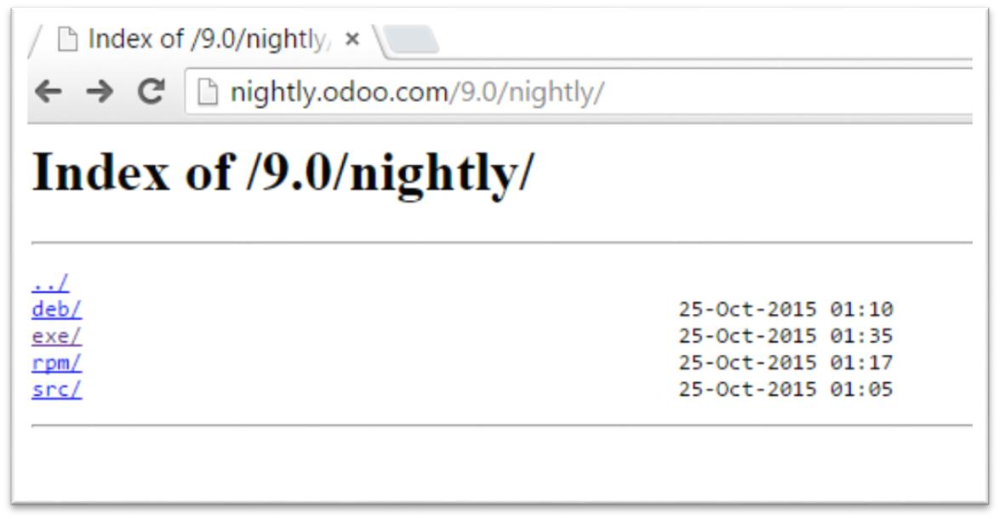 Index of /9.0/nightly/
nightly.odoo.com/9.0/nightly/
Index of /9.0/nightly/
../
deb/ 25-Oct-2015 01:10
exe/ 25-Oct-2015 01:35
rpm/ 25-Oct-2015 01:17
src/ 25-Oct-2015 01:05